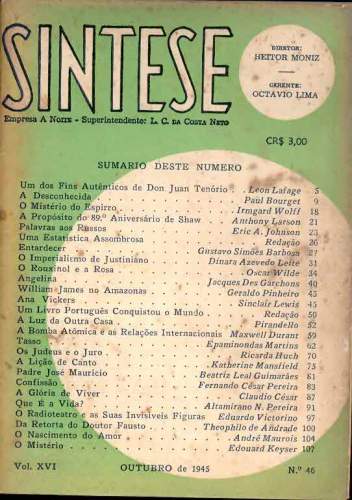 SINTESE
DIRETOR:
HEITOR MONIZ
GERENTE:
OCTAVIO LIMA
Empresa A NOITE - Superintendente: L. C. DA COSTA NETO
CR$ 3,00
SUMARIO DESTE NUMERO
Um dos Fins Autênticos de Don Juan Tenório . . Leon Lafage 5
A Desconhecida . . . Paul Bourget 9
O Mistério do Espirro . . . Irmgard Wolff 18
A Propósito do 89.º Aniversário de Shaw . Anthony Larson 21
Palavras aos Russos . . . Eric A. Johnson 23
Uma Estatística Assombrosa . . . Redação 26
Entardecer . . . Gustavo Simões Barbosa 27
O Imperialismo de Justiniano . . Dinara Azevedo Leite 31
O Rouxinol e a Rosa . . . Oscar Wilde 34
Angelina . . . Jacques Des Garchons 40
William James no Amazonas . . . Geraldo Pinheiro 43
Ana Vickers . . . Sinclair Lewis 45
Um Livro Português Conquistou o Mundo . . Redação 50
A Luz da Outra Casa . . . Pirandello 52
A Bomba Atômica e as Relações Internacionais Maxwell Durant 59
Tasso . . . Epaminondas Martins 62
Os Judeus e o Juro . . . Ricarda Huch 70
A Lição de Canto . . . Katherine Mansfield 73
Padre José Maurício . . . Beatriz Leal Guimarães 81
Confissão . . . Fernando César Pereira 83
A Glória de Viver . . . Claudio César 87
Que É a Vida? . . . Altamirano N. Pereira 91
O Radioteatro e as Suas Invisíveis Figuras Eduardo Victorino 97
Da Retorta do Doutor Fausto . . Theophilo de Andrade 100
O Nascimento do Amor . . . André Maurois 104
O Mistério . . . Edouard Keyser 107
Vol. XVI
OUTUBRO de 1945
N.º 46